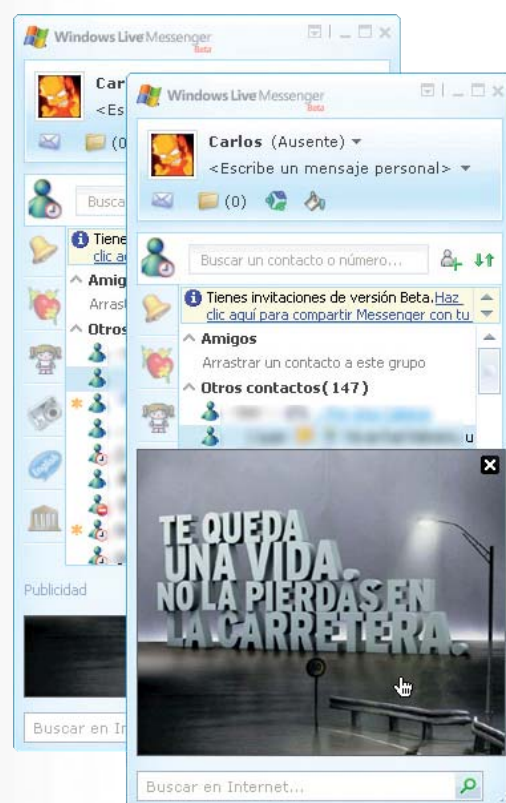 Windows Live Messenger
Beta
Car
<Es
(0
Busca
Tiene
clic a
Amig
Arrast
Otros
English
Publicidad
Buscar en In
Windows Live Messenger
Beta
Carlos (Ausente)
<Escribe un mensaje personal>
(0)
Buscar un contacto o número...
Tienes invitaciones de versión Beta.Haz
clic aquí para compartir Messenger con tu
Amigos
Arrastrar un contacto a este grupo
Otros contactos(147)
u
TE QUEDA
UNA VIDA.
NO LA PIERDAS EN
LA CARRETERA.
Buscar en Internet...